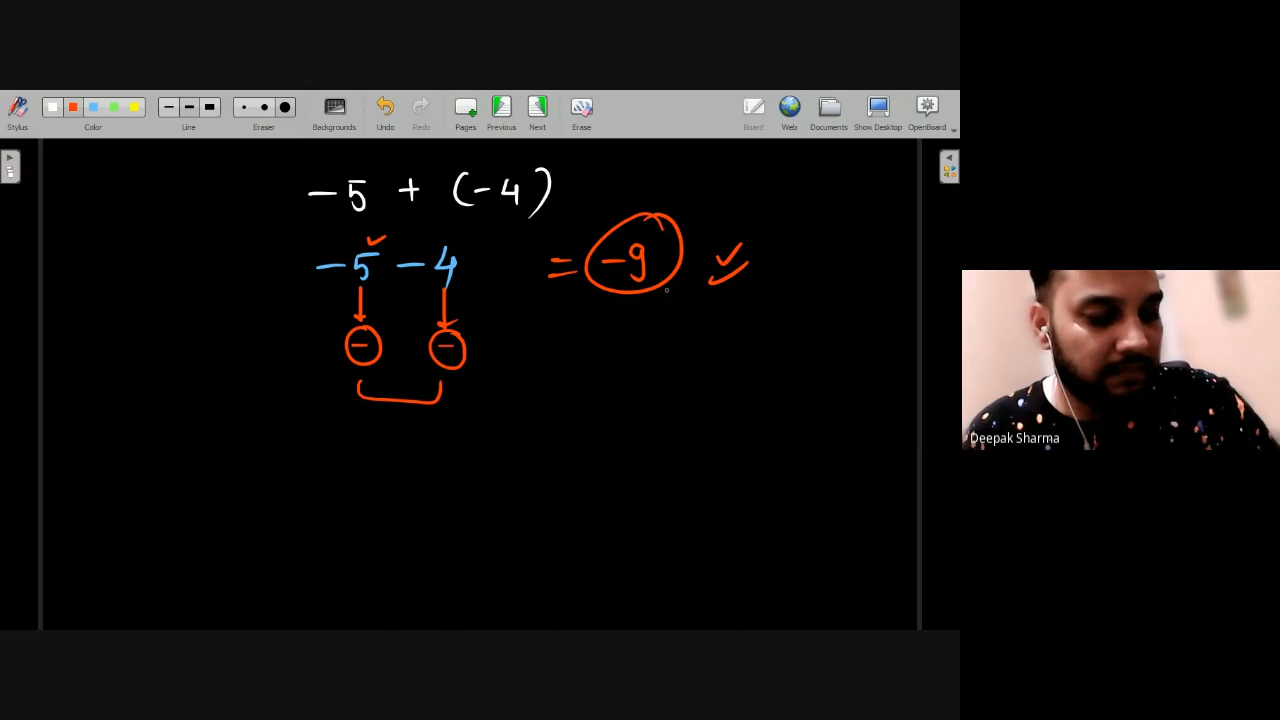 Stylus Color Line Eraser Backgrounds Undo Redo Pages Previous Next Erase Board Web Documents Show Desktop OpenBoard
-5 + (-4)
-5 -4 = -9
- -
Deepak Sharma